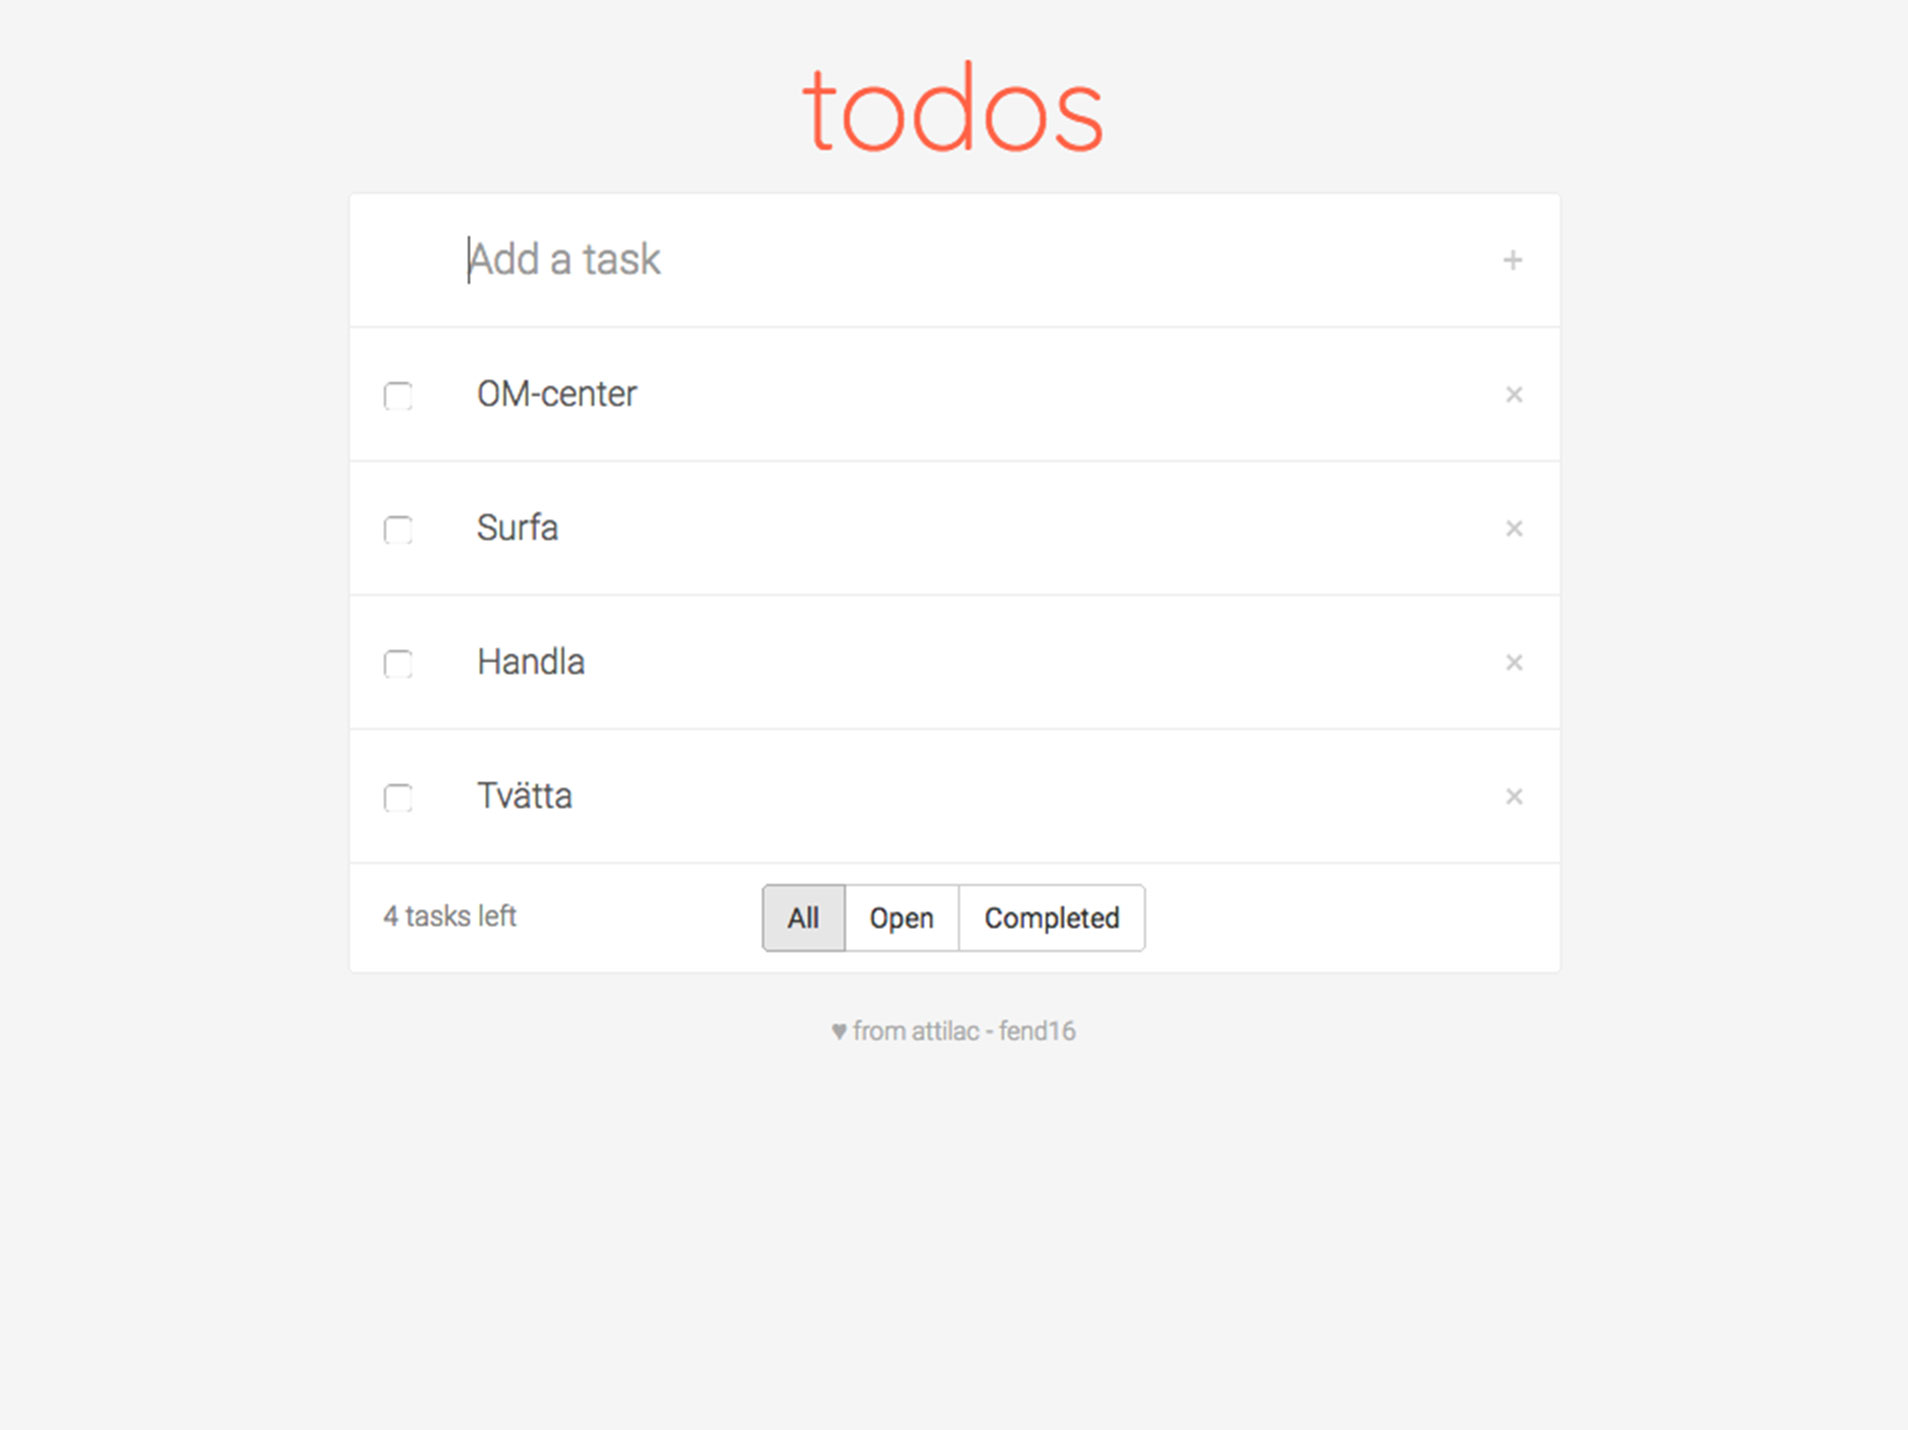 todos
Add a task
+
OM-center
×
Surfa
×
Handla
×
Tvätta
×
4 tasks left
All Open Completed
♥ from attilac - fend16